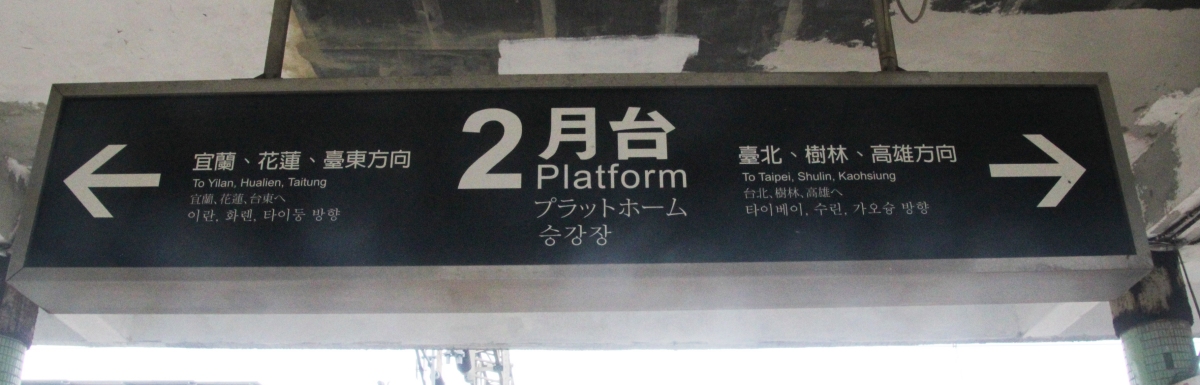 宜蘭、花蓮、臺東方向
To Yilan, Hualien, Taitung
宜蘭、花蓮、台東へ
이란, 화롄, 타이둥 방향
2月台
Platform
プラットホーム
승강장
臺北、樹林、高雄方向
To Taipei, Shulin, Kaohsiung
台北、樹林、高雄へ
타이베이, 수린, 가오슝 방향